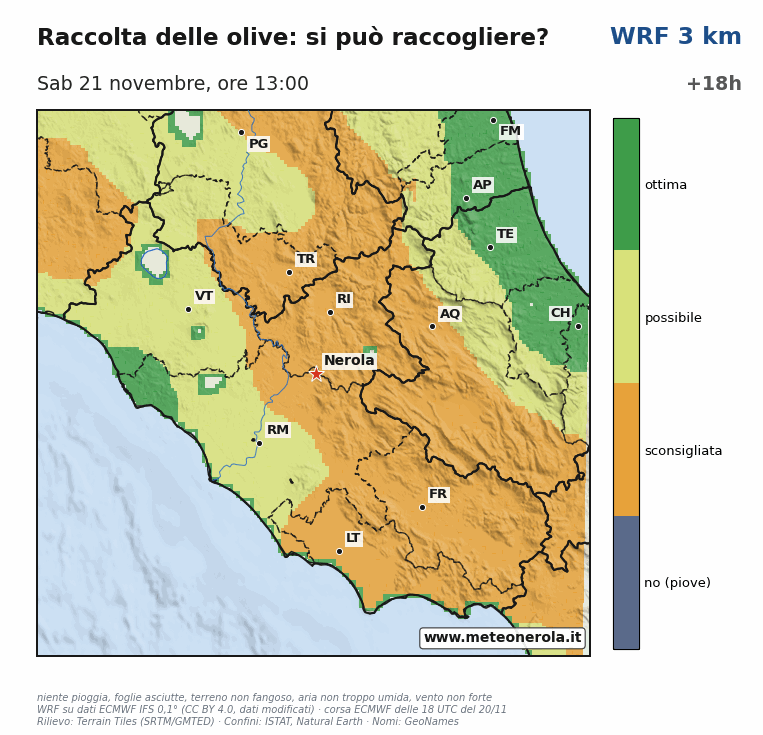 Raccolta delle olive: si può raccogliere?
WRF 3 km
Sab 21 novembre, ore 13:00
+18h
FM
PG
AP
TE
TR
VT
RI
AQ
CH
Nerola
RM
FR
LT
www.meteonerola.it
ottima
possibile
sconsigliata
no (piove)
niente pioggia, foglie asciutte, terreno non fangoso, aria non troppo umida, vento non forte
WRF su dati ECMWF IFS 0,1° (CC BY 4.0, dati modificati) · corsa ECMWF delle 18 UTC del 20/11
Rilievo: Terrain Tiles (SRTM/GMTED) · Confini: ISTAT, Natural Earth · Nomi: GeoNames